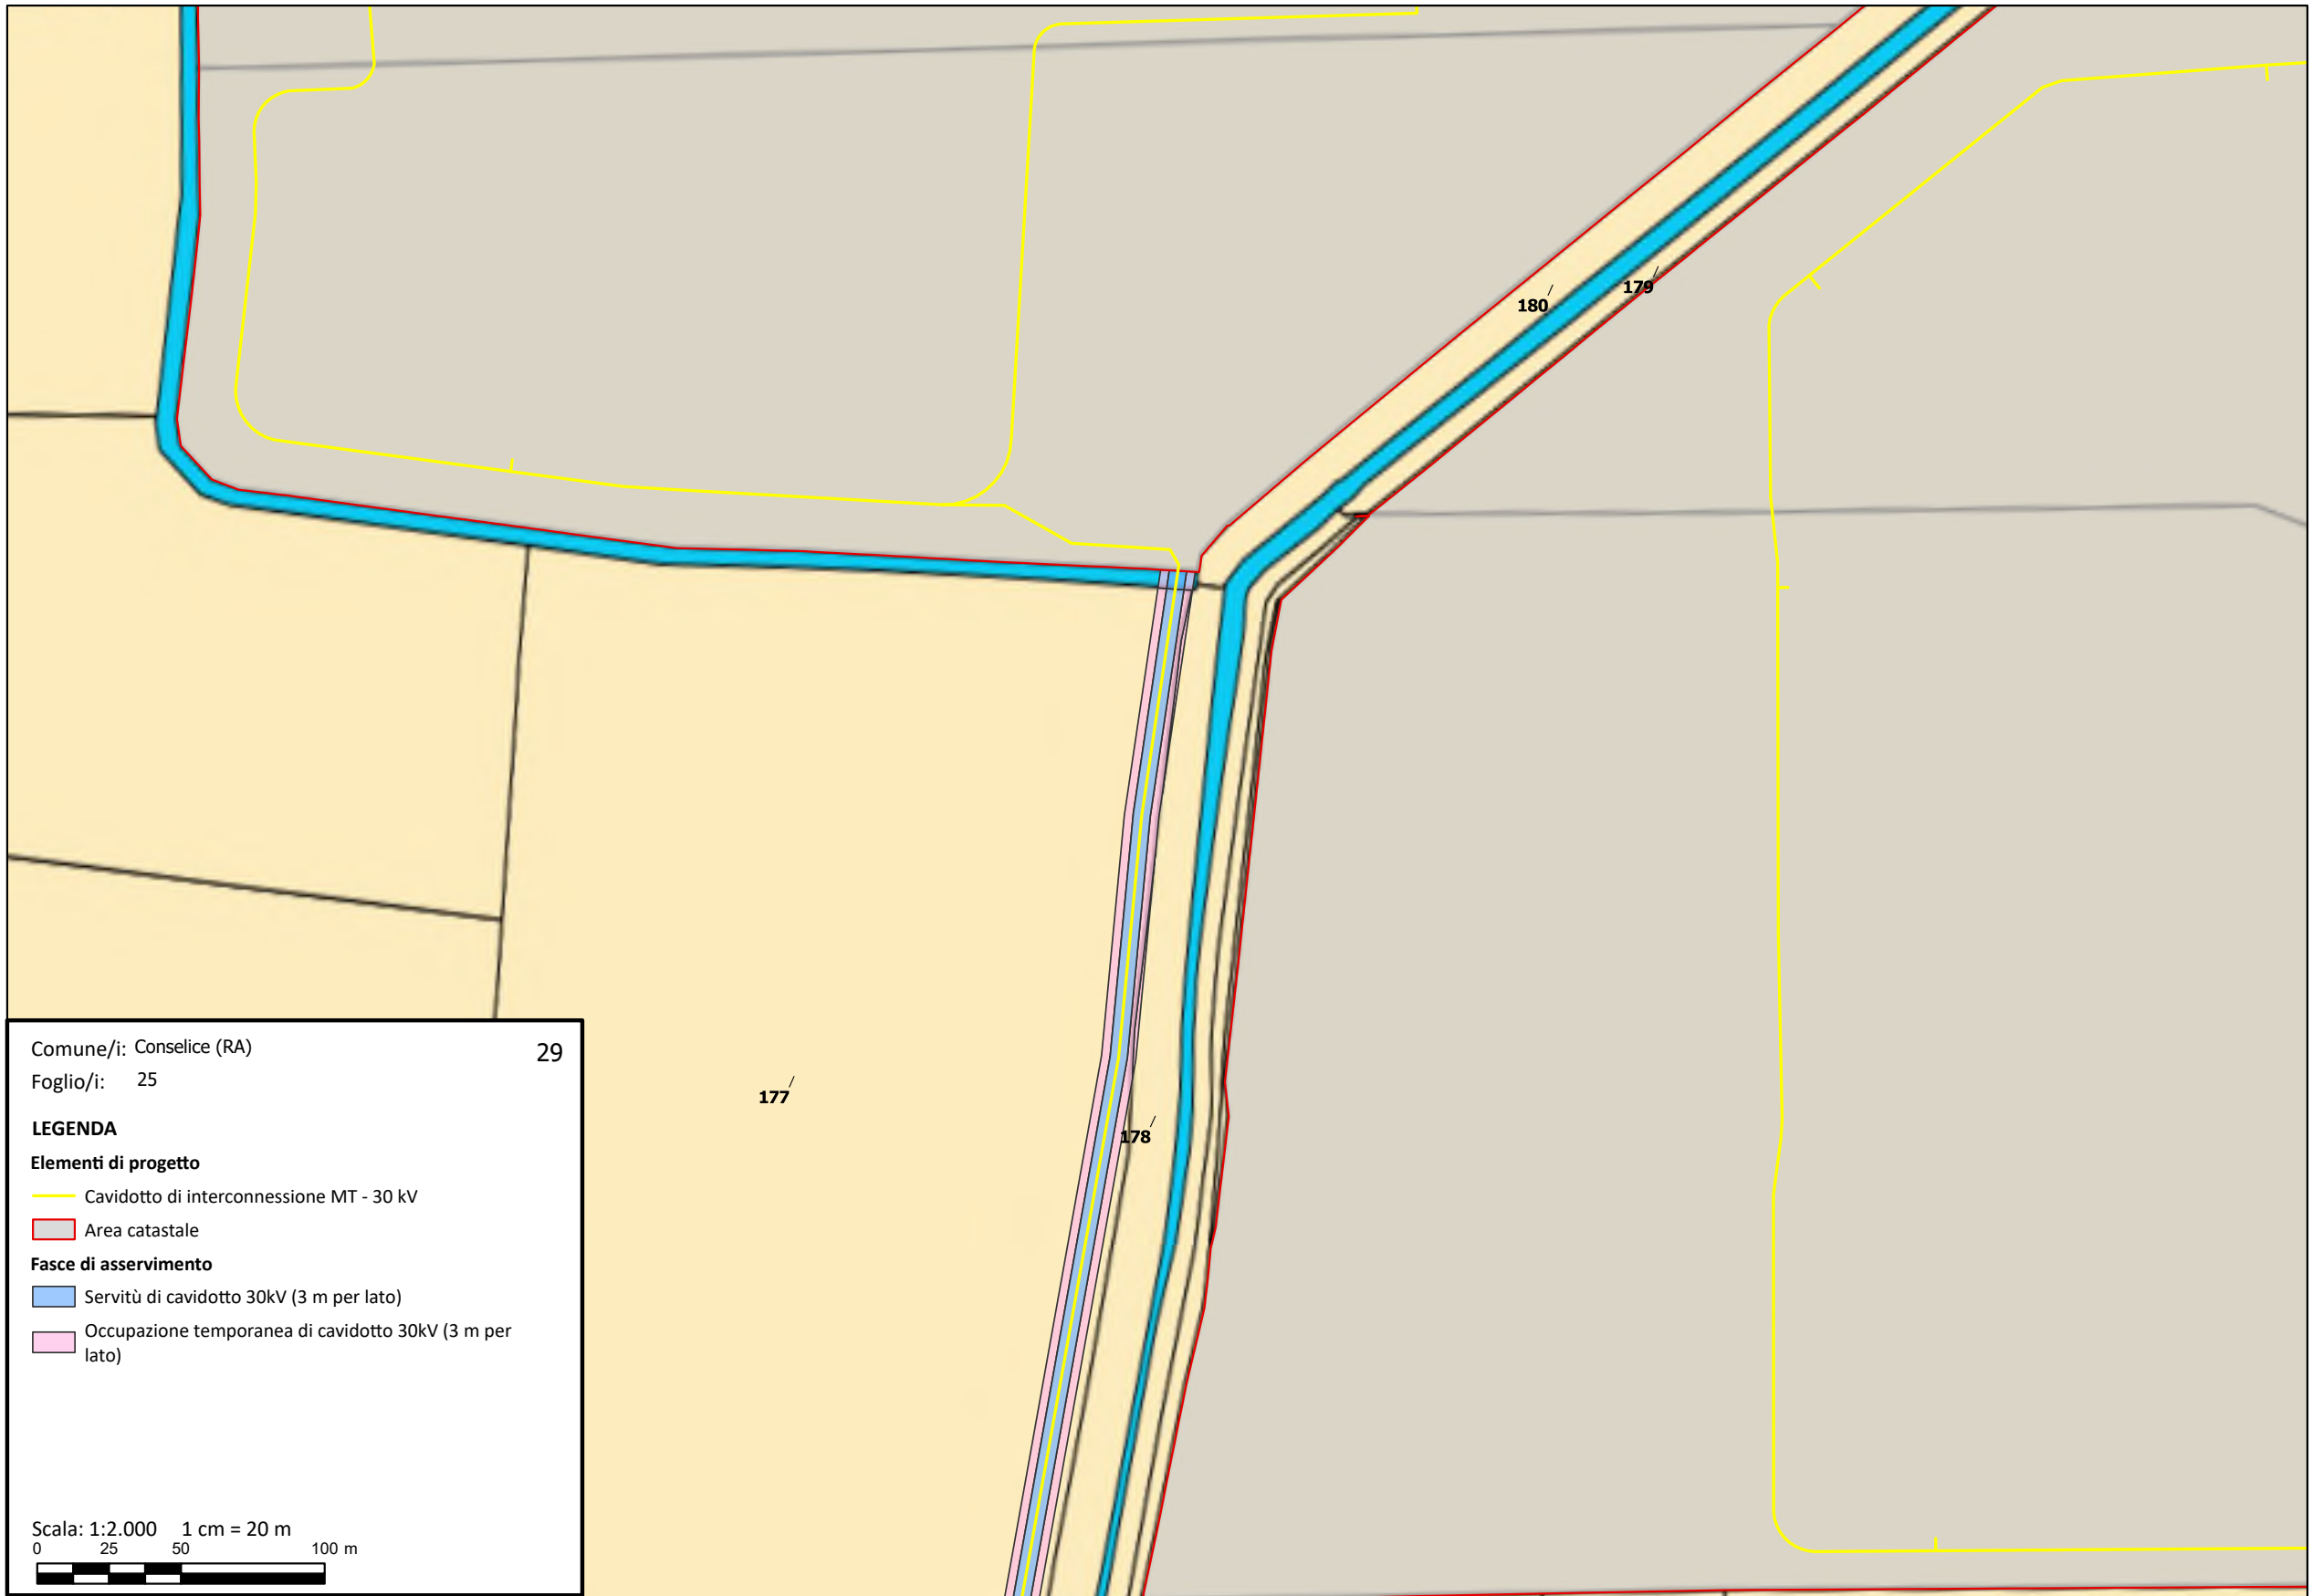 180
179
177
178
Comune/i: Conselice (RA) 29
Foglio/i: 25
LEGENDA
Elementi di progetto
Cavidotto di interconnessione MT - 30 kV
Area catastale
Fasce di asservimento
Servitù di cavidotto 30kV (3 m per lato)
Occupazione temporanea di cavidotto 30kV (3 m per
lato)
Scala: 1:2.000 1 cm = 20 m
0 25 50 100 m